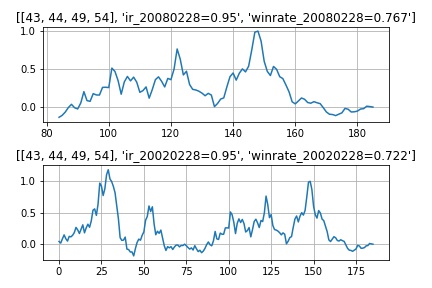 [[43, 44, 49, 54], 'ir_20080228=0.95', 'winrate_20080228=0.767']
1.0
0.5
0.0
80 100 120 140 160 180
[[43, 44, 49, 54], 'ir_20020228=0.95', 'winrate_20020228=0.722']
1.0
0.5
0.0
0 25 50 75 100 125 150 175